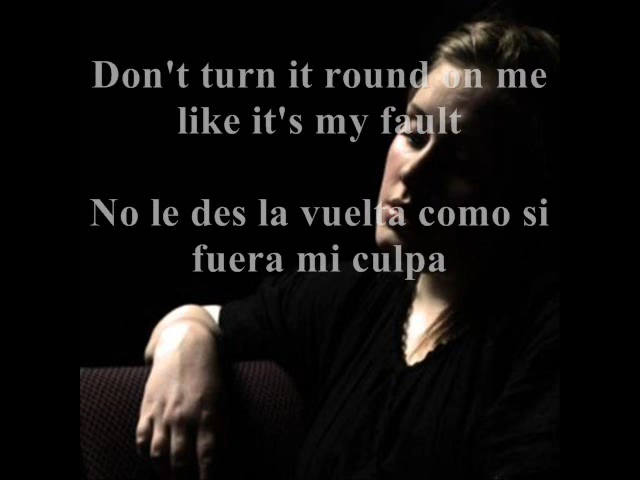 Don't turn it round on me
like it's my fault
No le des la vuelta como si
fuera mi culpa